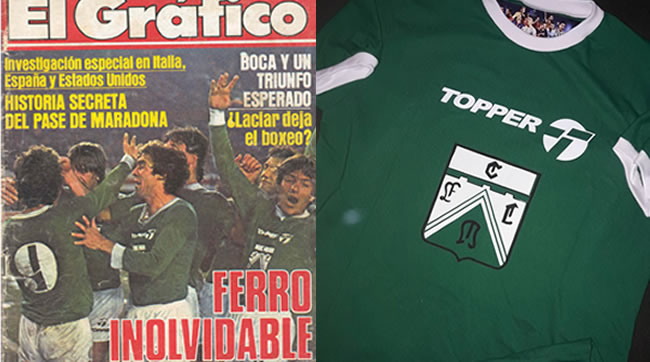 El Gráfico
Investigación especial en Italia,
España y Estados Unidos
HISTORIA SECRETA
DEL PASE DE MARADONA
BOCA Y UN
TRIUNFO
ESPERADO
¿Laciar deja
el boxeo?
9
FERRO
INOLVIDABLE
TOPPER
C
F C
M